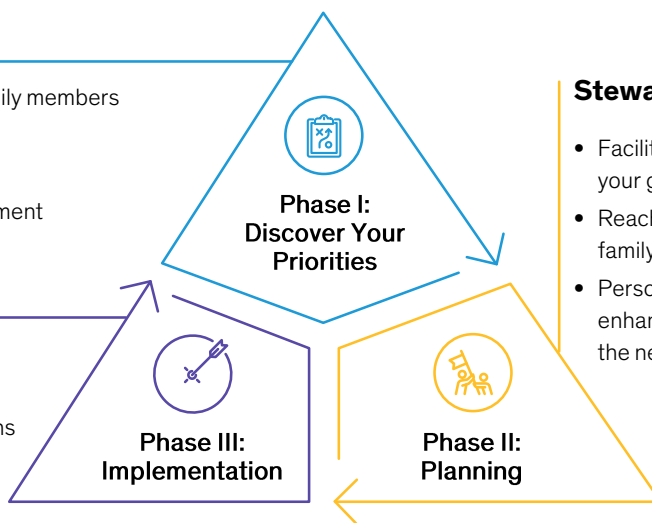 ily members
ment
ns
Phase I:
Discover Your
Priorities
Phase III:
Implementation
Phase II:
Planning
Stewa
• Facilit
your g
• Reach
family
• Perso
enhan
the ne